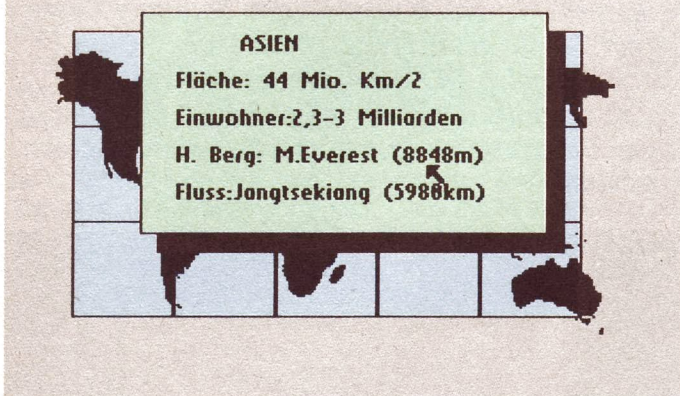 ASIEN
Fläche: 44 Mio. Km/2
Einwohner:2,3-3 Milliarden
H. Berg: M.Everest (8848m)
Fluss:Jangtsekiang (5980km)